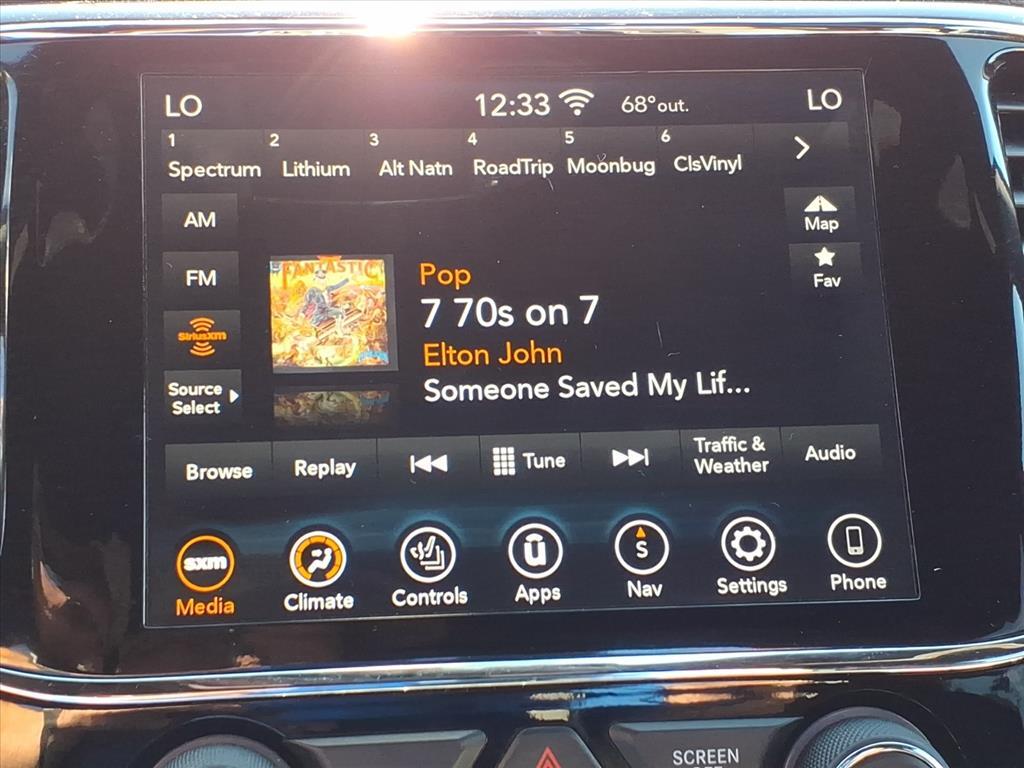 LO 12:33 68° out. LO
1 2 3 4 5 6
Spectrum Lithium Alt Natn RoadTrip Moonbug ClsVinyl
AM
Map
FM
Fav
FANTASTIC
Pop
7 70s on 7
SiriusXm
Elton John
Someone Saved My Lif...
Source
Select
Browse Replay Tune Traffic &
Weather Audio
sxm ū S
Media Climate Controls Apps Nav Settings Phone
SCREEN